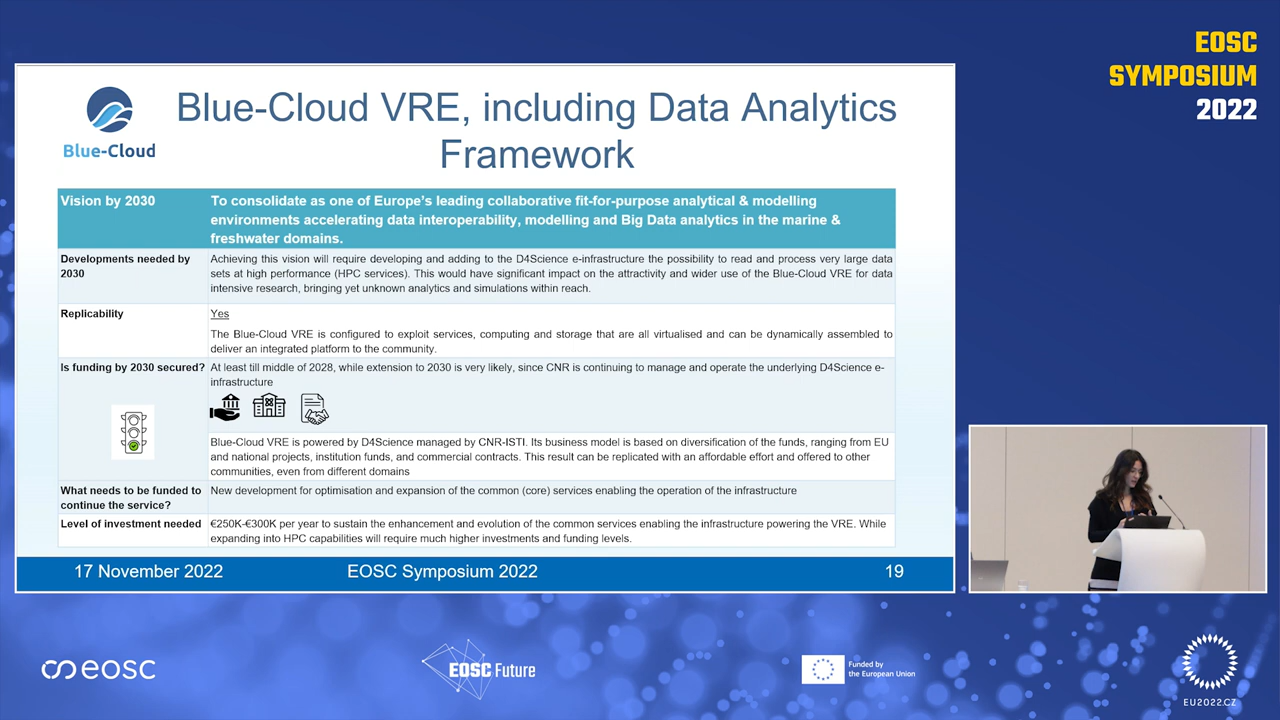 EOSC
SYMPOSIUM
2022
Blue-Cloud
Blue-Cloud VRE, including Data Analytics
Framework
Vision by 2030
To consolidate as one of Europe's leading collaborative fit-for-purpose analytical & modelling
environments accelerating data interoperability, modelling and Big Data analytics in the marine &
freshwater domains.
Developments needed by
2030
Achieving this vision will require developing and adding to the D4Science e-infrastructure the possibility to read and process very large data
sets at high performance (HPC services). This would have significant impact on the attractivity and wider use of the Blue-Cloud VRE for data
intensive research, bringing yet unknown analytics and simulations within reach.
Replicability
Yes
The Blue-Cloud VRE is configured to exploit services, computing and storage that are all virtualised and can be dynamically assembled to
deliver an integrated platform to the community.
Is funding by 2030 secured?
At least till middle of 2028, while extension to 2030 is very likely, since CNR is continuing to manage and operate the underlying D4Science e-
infrastructure
Blue-Cloud VRE is powered by D4Science managed by CNR-ISTI. Its business model is based on diversification of the funds, ranging from EU
and national projects, institution funds, and commercial contracts. This result can be replicated with an affordable effort and offered to other
communities, even from different domains
What needs to be funded to
continue the service?
New development for optimisation and expansion of the common (core) services enabling the operation of the infrastructure
Level of investment needed
€250K-€300K per year to sustain the enhancement and evolution of the common services enabling the infrastructure powering the VRE. While
expanding into HPC capabilities will require much higher investments and funding levels.
17 November 2022
EOSC Symposium 2022
19
eosc
EOSC Future
Funded by
the European Union
EU2022.CZ